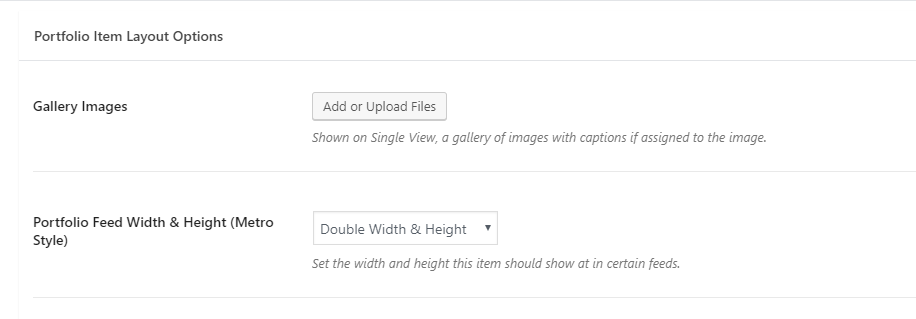 Portfolio Item Layout Options
Gallery Images
Add or Upload Files
Shown on Single View, a gallery of images with captions if assigned to the image.
Portfolio Feed Width & Height (Metro
Style)
Double Width & Height
Set the width and height this item should show at in certain feeds.